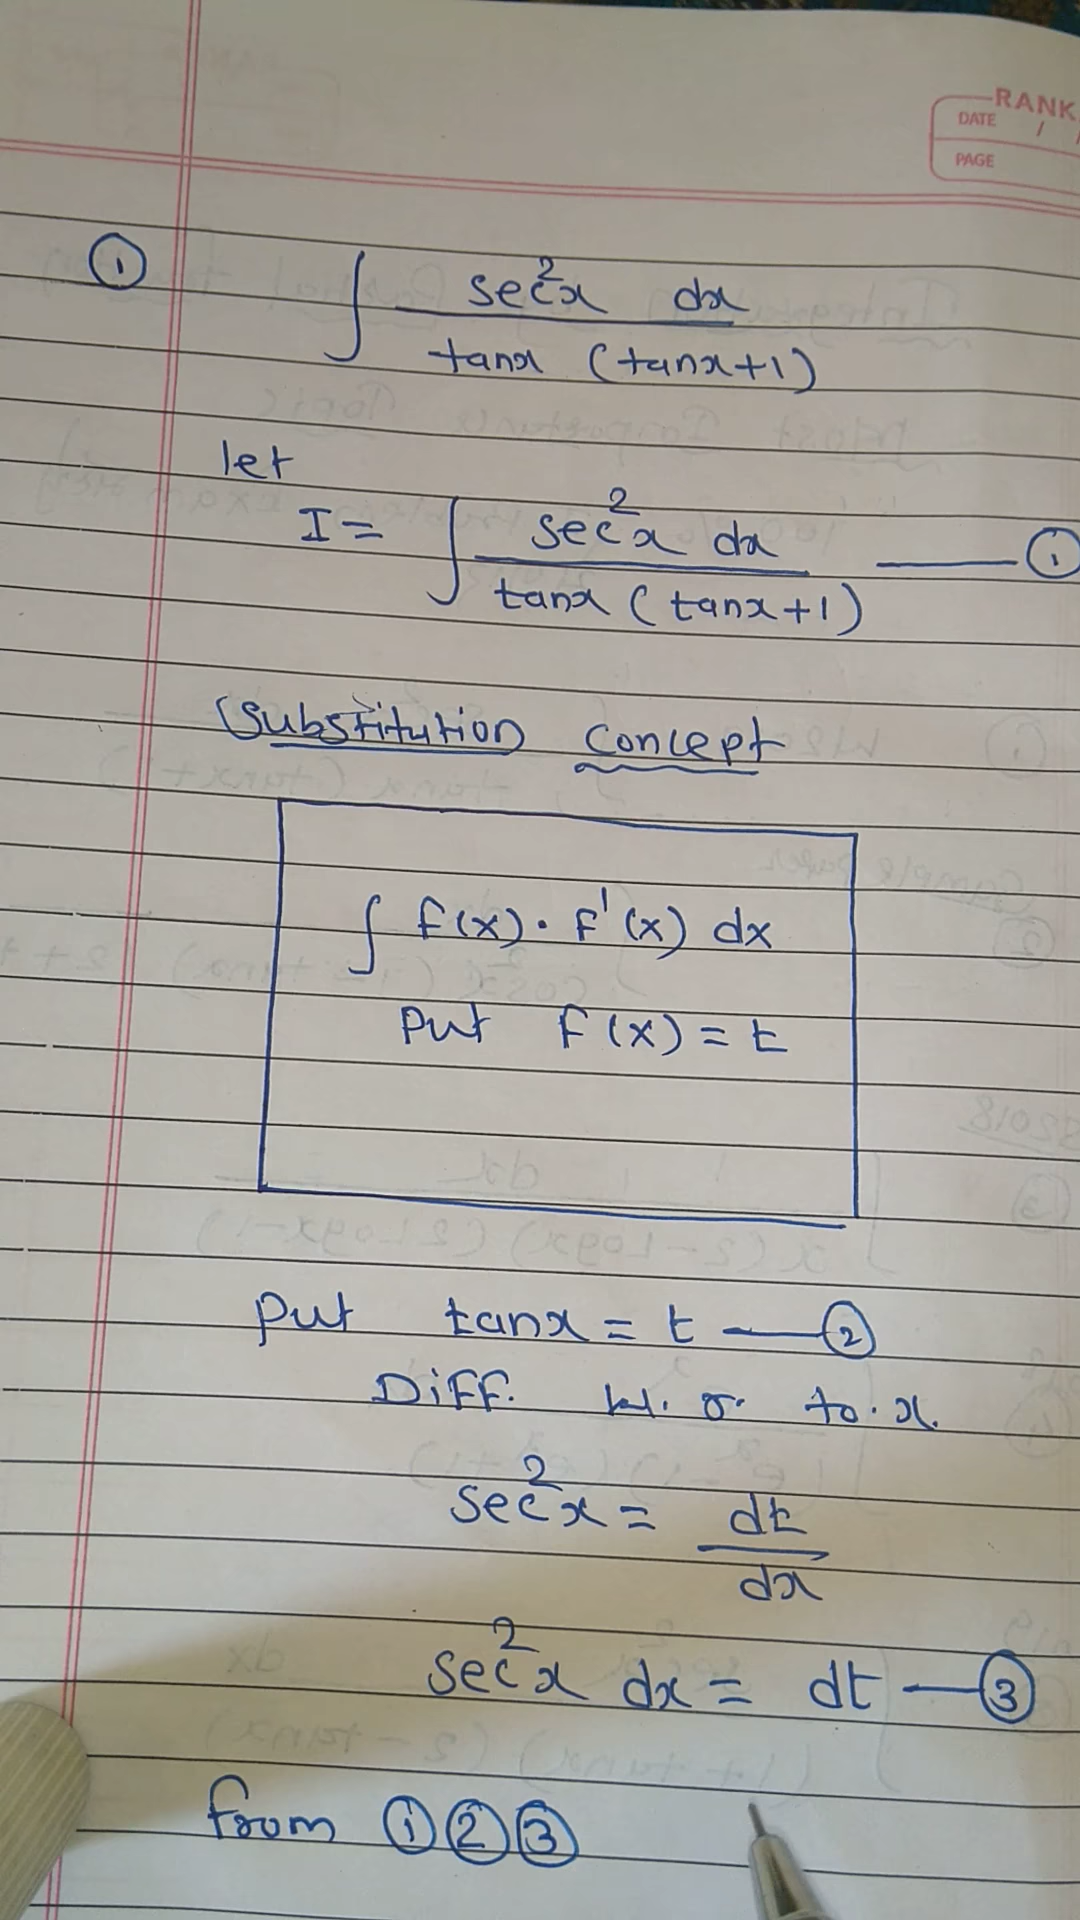 RANK
DATE / /
PAGE
① ∫ sec²x dx / tanx (tanx+1)
let
I = ∫ sec²x dx / tanx (tanx+1) — ①
Substitution concept
∫ f(x) · f'(x) dx
Put f(x) = t
Put tanx = t — ②
Diff. w. r. to. x.
sec²x = dt / dx
sec²x dx = dt — ③
from ① ② ③